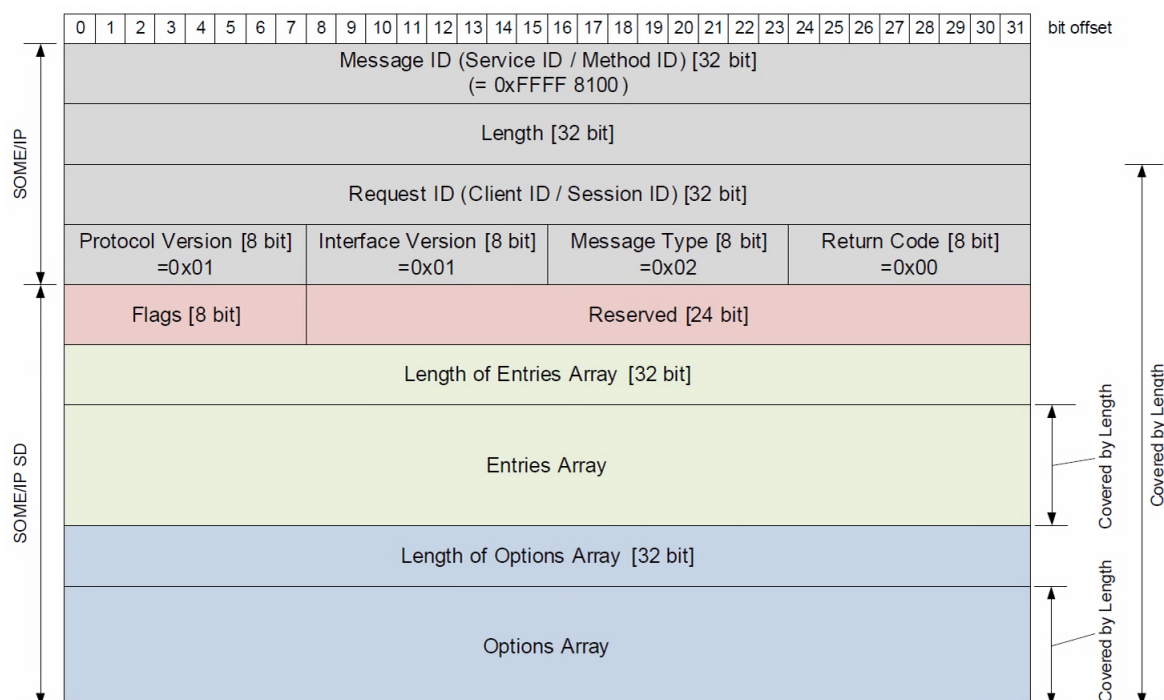 0 1 2 3 4 5 6 7 8 9 10 11 12 13 14 15 16 17 18 19 20 21 22 23 24 25 26 27 28 29 30 31 bit offset
Message ID (Service ID / Method ID) [32 bit]
(= 0xFFFF 8100)
Length [32 bit]
SOME/IP
Request ID (Client ID / Session ID) [32 bit]
Protocol Version [8 bit]
=0x01
Interface Version [8 bit]
=0x01
Message Type [8 bit]
=0x02
Return Code [8 bit]
=0x00
Flags [8 bit]
Reserved [24 bit]
Length of Entries Array [32 bit]
Entries Array
Covered by Length
Covered by Length
SOME/IP SD
Length of Options Array [32 bit]
Options Array
Covered by Length